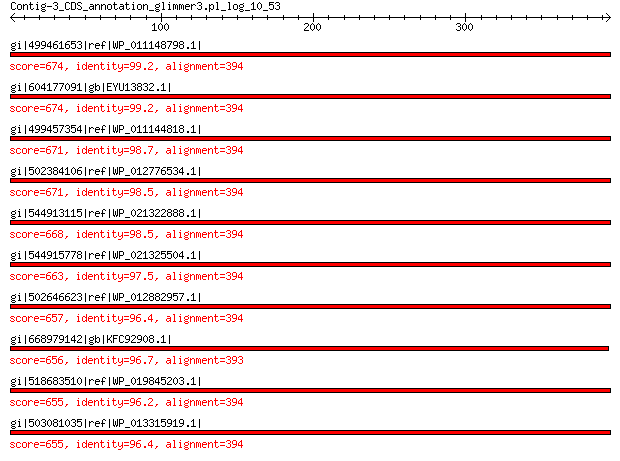 Contig-3_CDS_annotation_glimmer3.pl_log_10_53
100 200 300
gi|499461653|ref|WP_011148798.1|
score=674, identity=99.2, alignment=394
gi|604177091|gb|EYU13832.1|
score=674, identity=99.2, alignment=394
gi|499457354|ref|WP_011144818.1|
score=671, identity=98.7, alignment=394
gi|502384106|ref|WP_012776534.1|
score=671, identity=98.5, alignment=394
gi|544913115|ref|WP_021322888.1|
score=668, identity=98.5, alignment=394
gi|544915778|ref|WP_021325504.1|
score=663, identity=97.5, alignment=394
gi|502646623|ref|WP_012882957.1|
score=657, identity=96.4, alignment=394
gi|668979142|gb|KFC92908.1|
score=656, identity=96.7, alignment=393
gi|518683510|ref|WP_019845203.1|
score=655, identity=96.2, alignment=394
gi|503081035|ref|WP_013315919.1|
score=655, identity=96.4, alignment=394